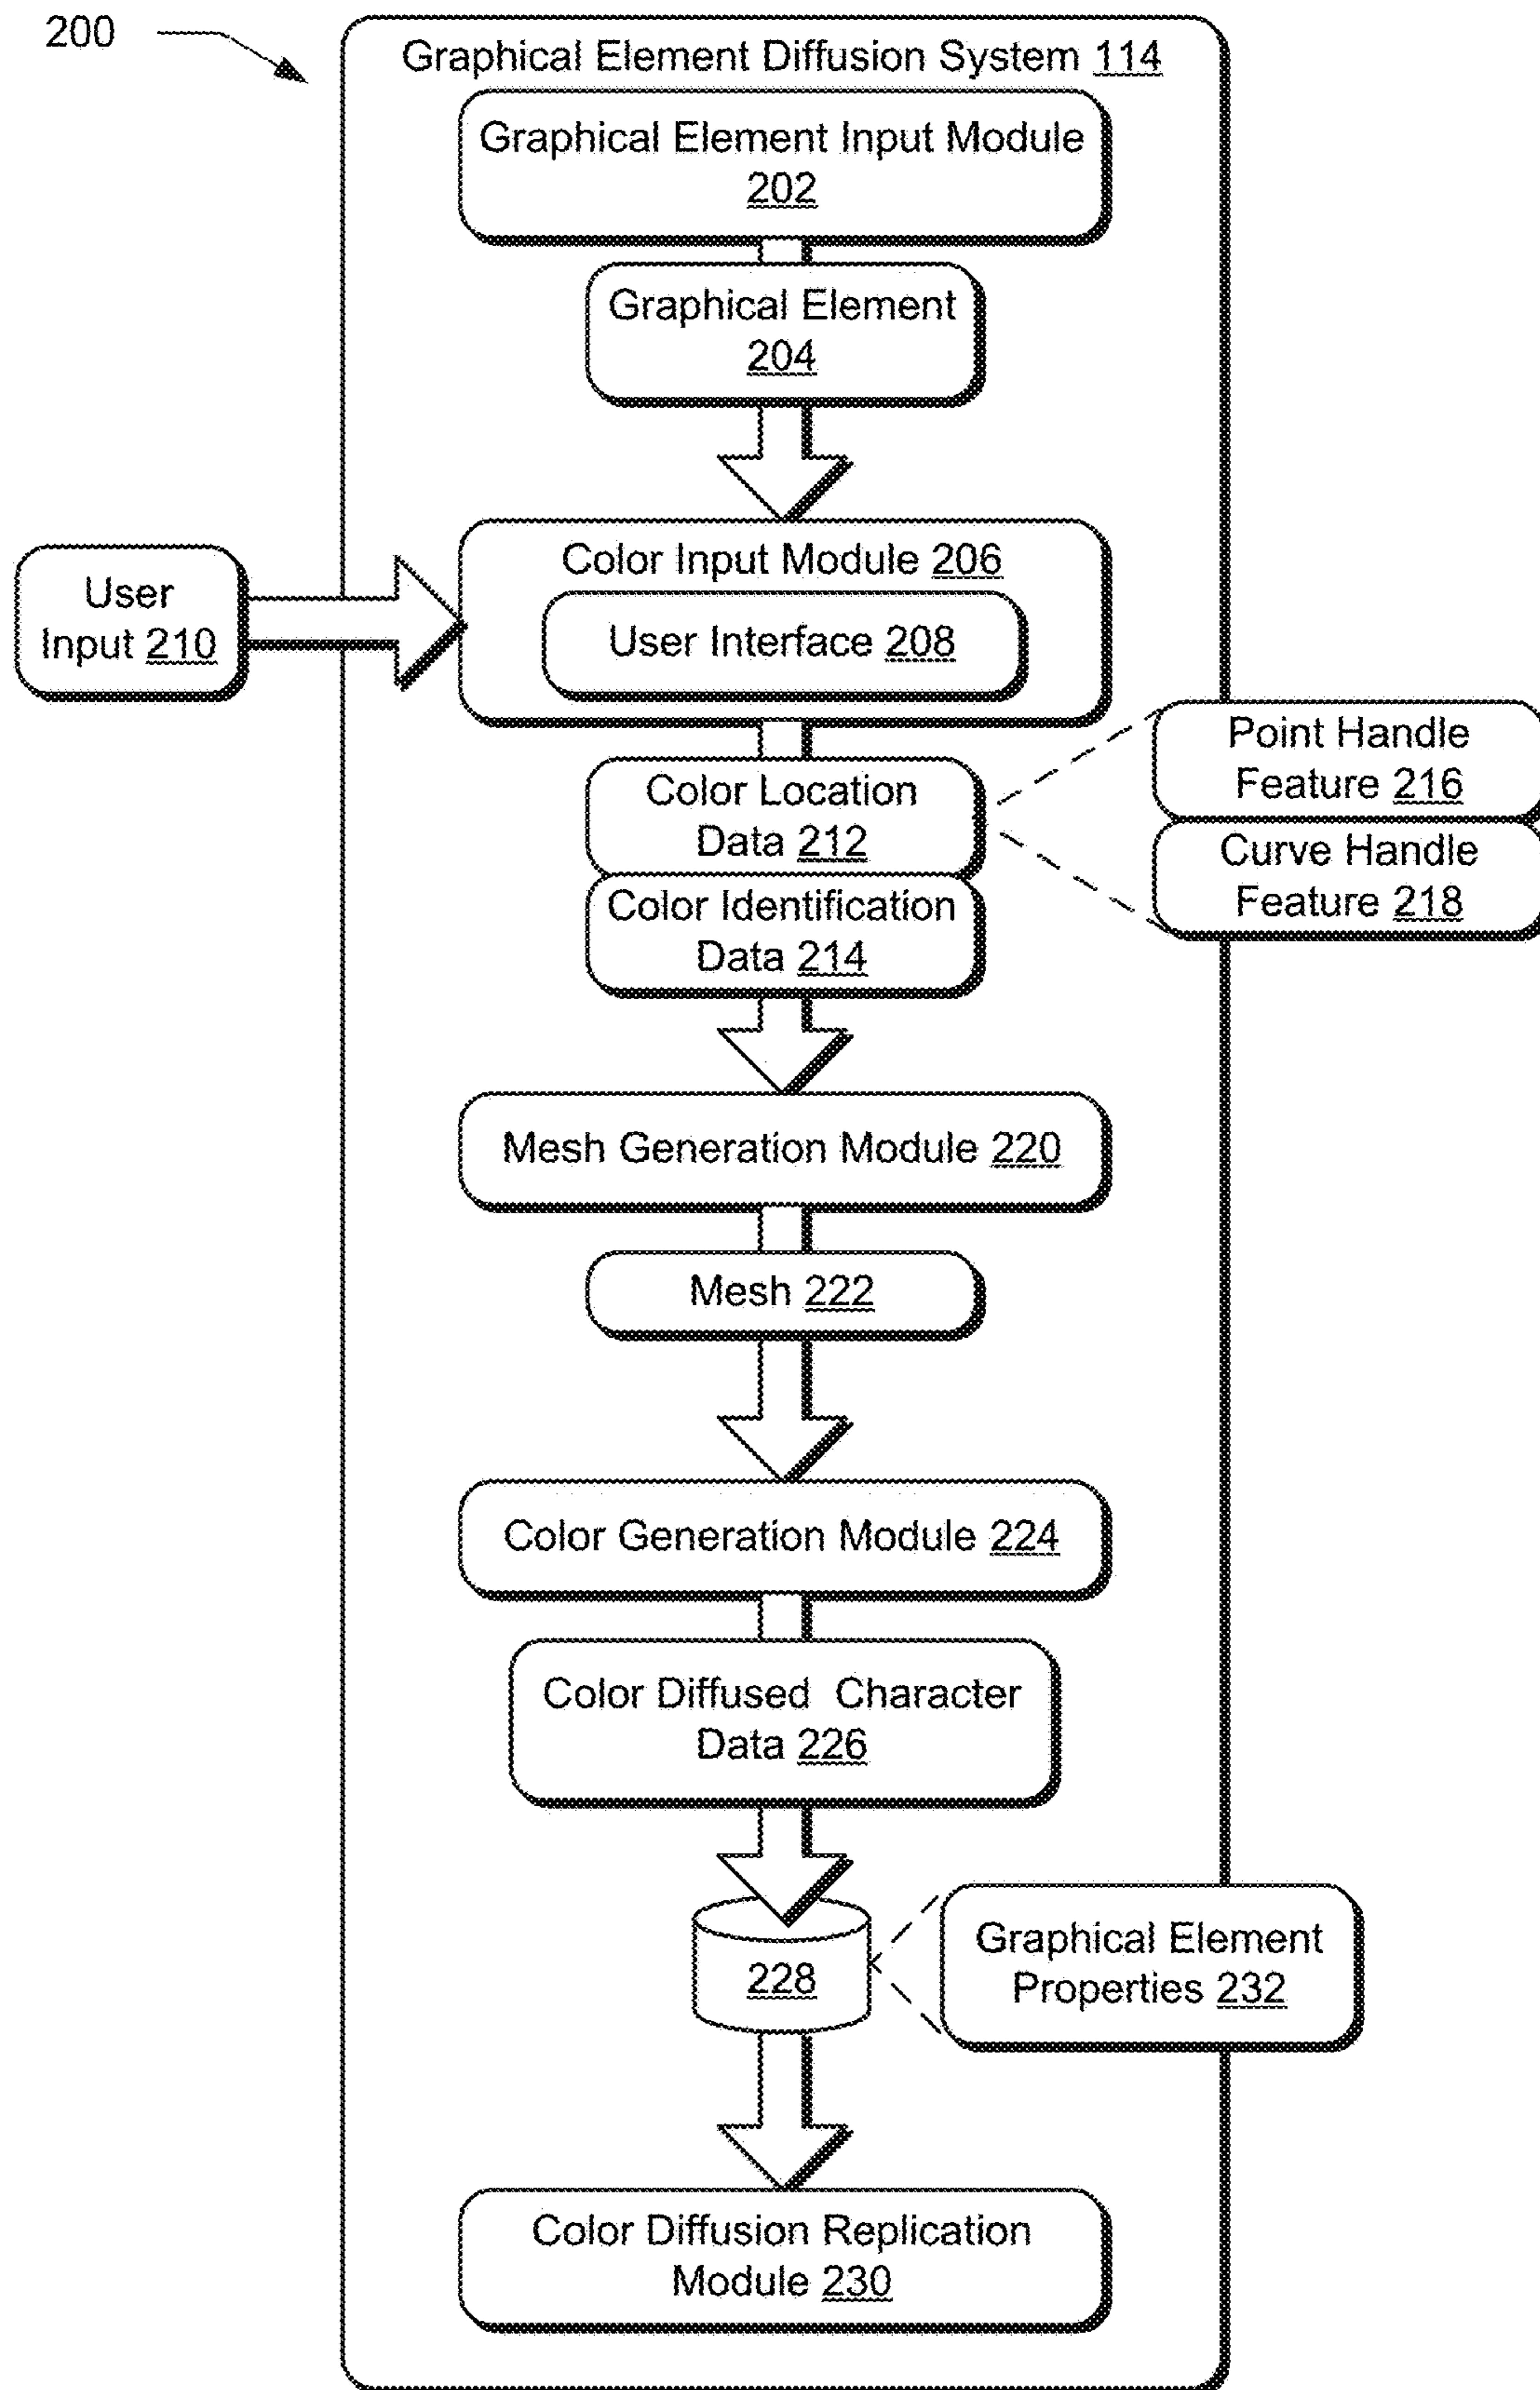 200
Graphical Element Diffusion System 114
Graphical Element Input Module
202
Graphical Element
204
Color Input Module 206
User Interface 208
User
Input 210
Color Location
Data 212
Point Handle
Feature 216
Curve Handle
Feature 218
Color Identification
Data 214
Mesh Generation Module 220
Mesh 222
Color Generation Module 224
Color Diffused Character
Data 226
228
Graphical Element
Properties 232
Color Diffusion Replication
Module 230